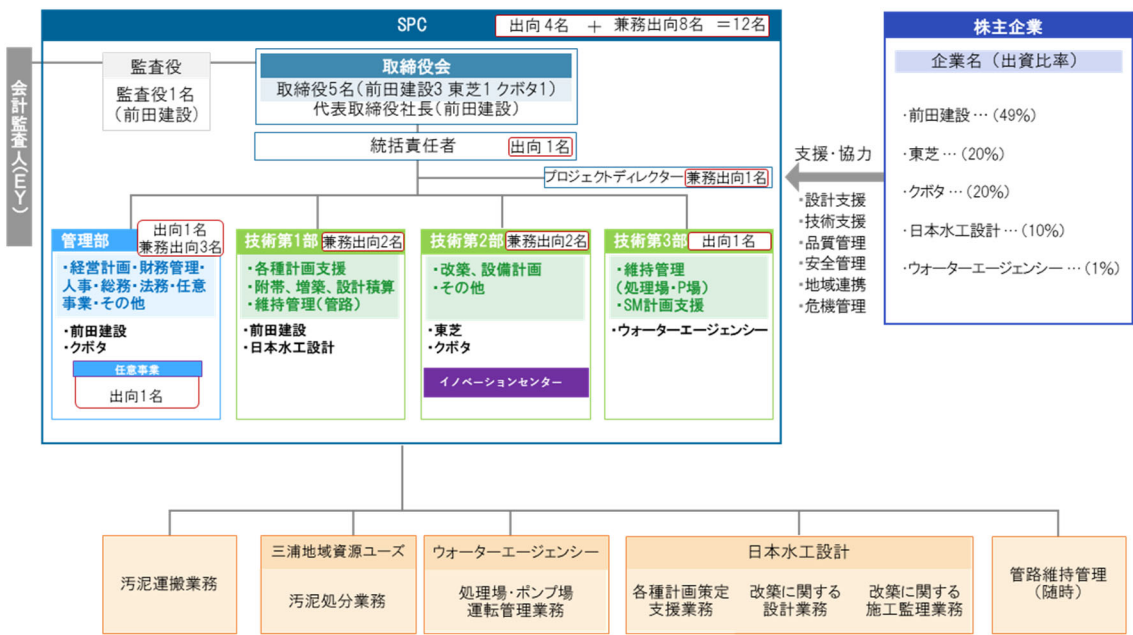 SPC
出向4名 + 兼務出向8名 =12名
会計監査人(EY)
監査役
監査役1名
(前田建設)
取締役会
取締役5名(前田建設3 東芝1 クボタ1)
代表取締役社長(前田建設)
統括責任者
出向1名
プロジェクトディレクター
兼務出向1名
管理部
出向1名
兼務出向3名
・経営計画・財務管理・
人事・総務・法務・任意
事業・その他
・前田建設
・クボタ
任意事業
出向1名
技術第1部
兼務出向2名
・各種計画支援
・附帯、増築、設計積算
・維持管理(管路)
・前田建設
・日本水工設計
技術第2部
兼務出向2名
・改築、設備計画
・その他
・東芝
・クボタ
イノベーションセンター
技術第3部
出向1名
・維持管理
(処理場・P場)
・SM計画支援
・ウォーターエージェンシー
支援・協力
・設計支援
・技術支援
・品質管理
・安全管理
・地域連携
・危機管理
株主企業
企業名(出資比率)
・前田建設…(49%)
・東芝…(20%)
・クボタ…(20%)
・日本水工設計…(10%)
・ウォーターエージェンシー…(1%)
汚泥運搬業務
三浦地域資源ユーズ
汚泥処分業務
ウォーターエージェンシー
処理場・ポンプ場
運転管理業務
日本水工設計
各種計画策定
支援業務
改築に関する
設計業務
改築に関する
施工監理業務
管路維持管理
(随時)